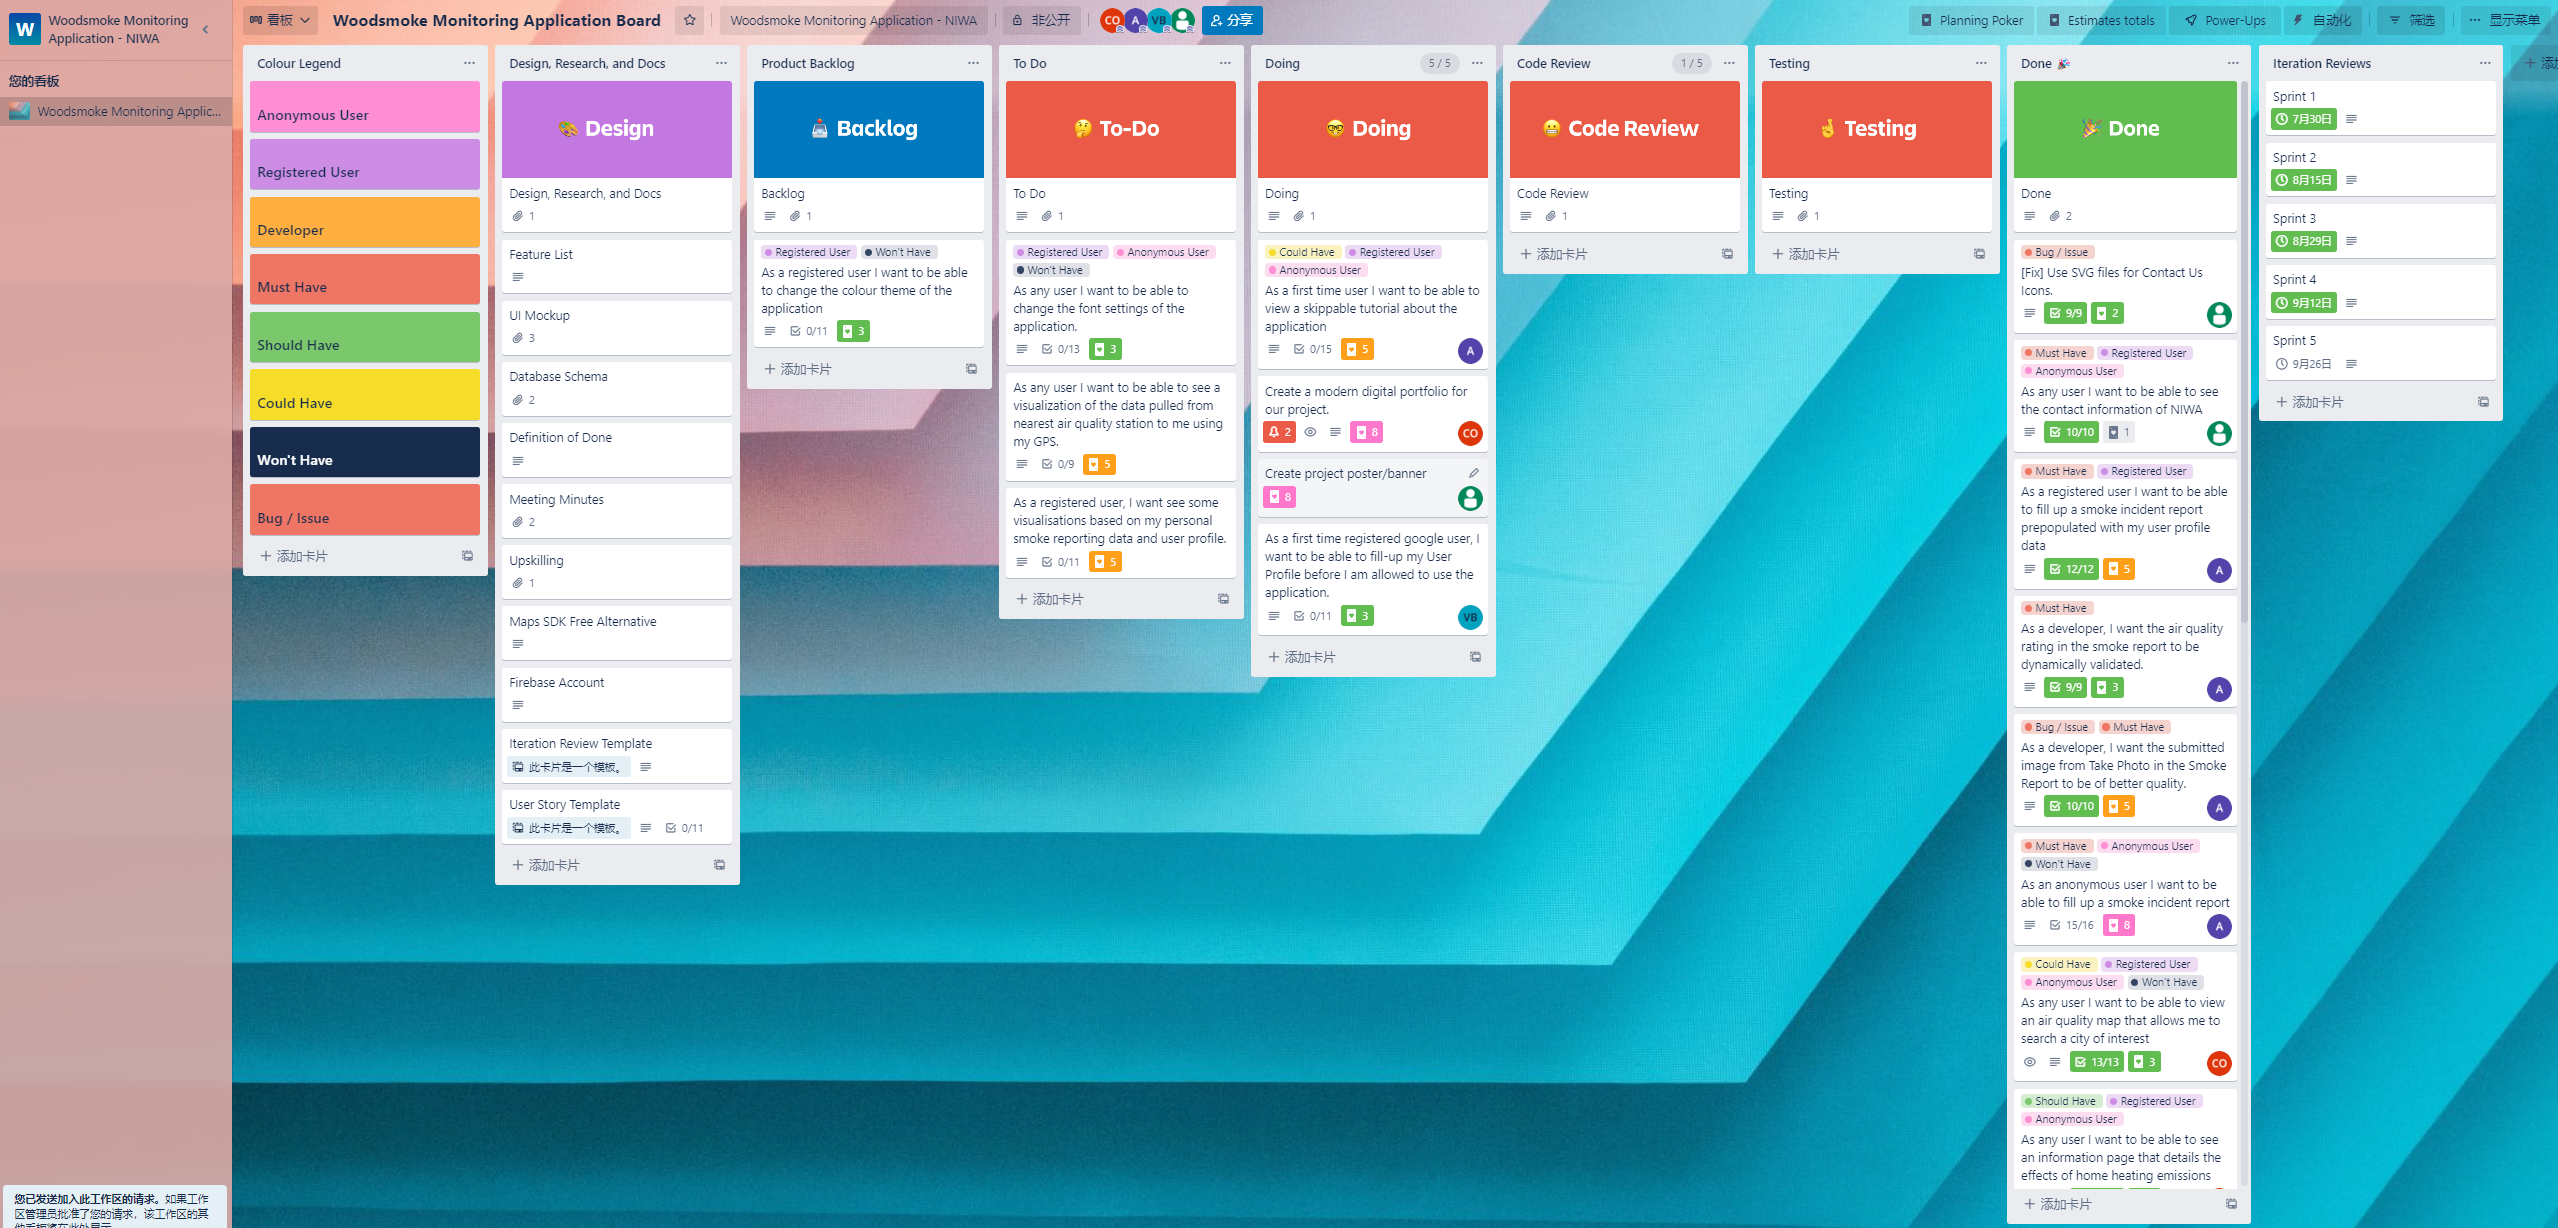 W
Woodsmoke Monitoring
Application - NIWA
您的看板
Woodsmoke Monitoring Applic...
您已发送加入此工作区的请求。如果工作
区管理员批准了您的请求，该工作区的其
他看板将在此处显示
看板
Woodsmoke Monitoring Application Board
Woodsmoke Monitoring Application - NIWA
非公开
CO
A
VB
分享
Planning Poker
Estimates totals
Power-Ups
自动化
筛选
显示菜单
Colour Legend
Anonymous User
Registered User
Developer
Must Have
Should Have
Could Have
Won't Have
Bug / Issue
添加卡片
Design, Research, and Docs
Design
Design, Research, and Docs
1
Feature List
UI Mockup
3
Database Schema
2
Definition of Done
Meeting Minutes
2
Upskilling
1
Maps SDK Free Alternative
Firebase Account
Iteration Review Template
此卡片是一个模板。
User Story Template
此卡片是一个模板。
0/11
添加卡片
Product Backlog
Backlog
Backlog
1
Registered User
Won't Have
As a registered user I want to be able
to change the colour theme of the
application
0/11
3
添加卡片
To Do
To-Do
To Do
1
Registered User
Anonymous User
Won't Have
As any user I want to be able to
change the font settings of the
application.
0/13
3
As any user I want to be able to see a
visualization of the data pulled from
nearest air quality station to me using
my GPS.
0/9
5
As a registered user, I want see some
visualisations based on my personal
smoke reporting data and user profile.
0/11
5
添加卡片
Doing
5 / 5
Doing
Doing
1
Could Have
Registered User
Anonymous User
As a first time user I want to be able to
view a skippable tutorial about the
application
0/15
5
A
Create a modern digital portfolio for
our project.
2
8
CO
Create project poster/banner
8
As a first time registered google user, I
want to be able to fill-up my User
Profile before I am allowed to use the
application.
0/11
3
VB
添加卡片
Code Review
1 / 5
Code Review
Code Review
1
添加卡片
Testing
Testing
Testing
1
添加卡片
Done
Done
Done
2
Bug / Issue
[Fix] Use SVG files for Contact Us
Icons.
9/9
2
Must Have
Registered User
Anonymous User
As any user I want to be able to see
the contact information of NIWA
10/10
1
Must Have
Registered User
As a registered user I want to be able
to fill up a smoke incident report
prepopulated with my user profile
data
12/12
5
A
Must Have
As a developer, I want the air quality
rating in the smoke report to be
dynamically validated.
9/9
3
A
Bug / Issue
Must Have
As a developer, I want the submitted
image from Take Photo in the Smoke
Report to be of better quality.
10/10
5
A
Must Have
Anonymous User
Won't Have
As an anonymous user I want to be
able to fill up a smoke incident report
15/16
8
A
Could Have
Registered User
Anonymous User
Won't Have
As any user I want to be able to view
an air quality map that allows me to
search a city of interest
13/13
3
CO
Should Have
Registered User
Anonymous User
As any user I want to be able to see
an information page that details the
effects of home heating emissions
添加卡片
Iteration Reviews
Sprint 1
7月30日
Sprint 2
8月15日
Sprint 3
8月29日
Sprint 4
9月12日
Sprint 5
9月26日
添加卡片